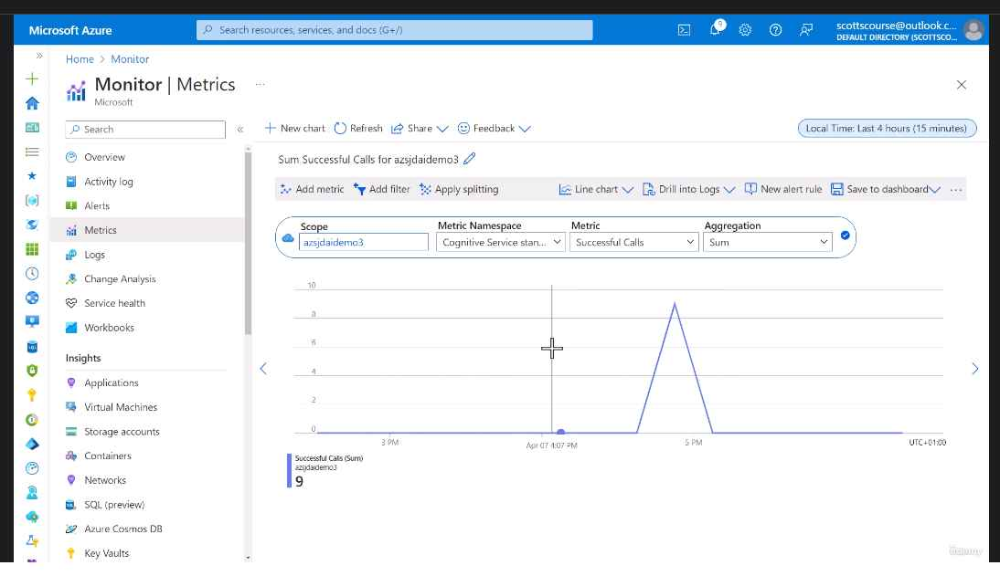 Microsoft Azure
Search resources, services, and docs (G+/)
9
scottscourse@outlook.c...
DEFAULT DIRECTORY (SCOTTSCO...
Home > Monitor
Monitor | Metrics ...
Microsoft
Search
«
New chart
Refresh
Share
Feedback
Local Time: Last 4 hours (15 minutes)
Overview
Activity log
Alerts
Metrics
Logs
Change Analysis
Service health
Workbooks
Insights
Applications
Virtual Machines
Storage accounts
Containers
Networks
SQL (preview)
Azure Cosmos DB
Key Vaults
Sum Successful Calls for azsjdaidemo3
Add metric
Add filter
Apply splitting
Line chart
Drill into Logs
New alert rule
Save to dashboard
...
Scope
azsjdaidemo3
Metric Namespace
Cognitive Service stan...
Metric
Successful Calls
Aggregation
Sum
10
8
6
4
2
0
3 PM
Apr 07 4:07 PM
5 PM
UTC+01:00
Successful Calls (Sum)
azsjdaidemo3
9
Udemy